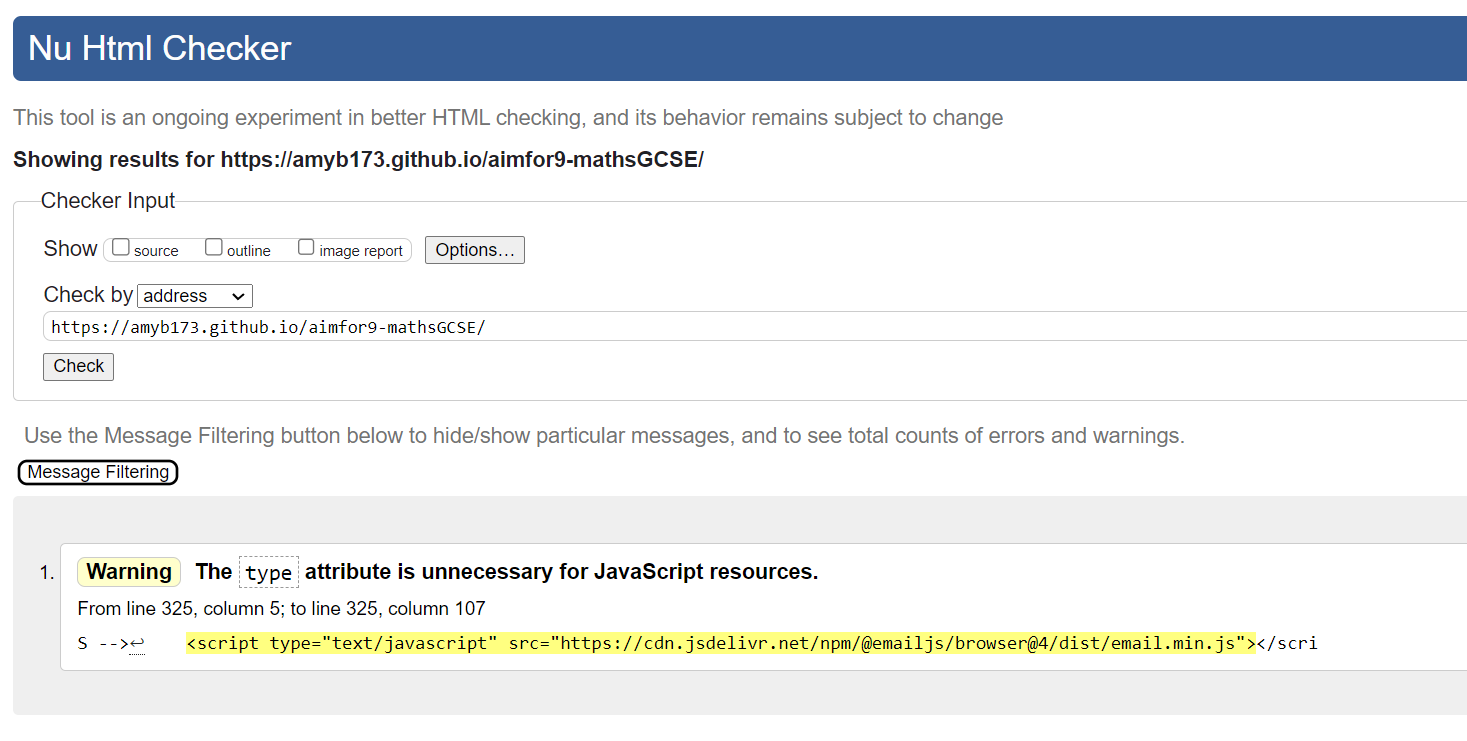 Nu Html Checker
This tool is an ongoing experiment in better HTML checking, and its behavior remains subject to change
Showing results for https://amyb173.github.io/aimfor9-mathsGCSE/
Checker Input
Show source outline image report Options…
Check by address
https://amyb173.github.io/aimfor9-mathsGCSE/
Check
Use the Message Filtering button below to hide/show particular messages, and to see total counts of errors and warnings.
Message Filtering
1. Warning The type attribute is unnecessary for JavaScript resources.
From line 325, column 5; to line 325, column 107
S -->↩ <script type="text/javascript" src="https://cdn.jsdelivr.net/npm/@emailjs/browser@4/dist/email.min.js"></scri